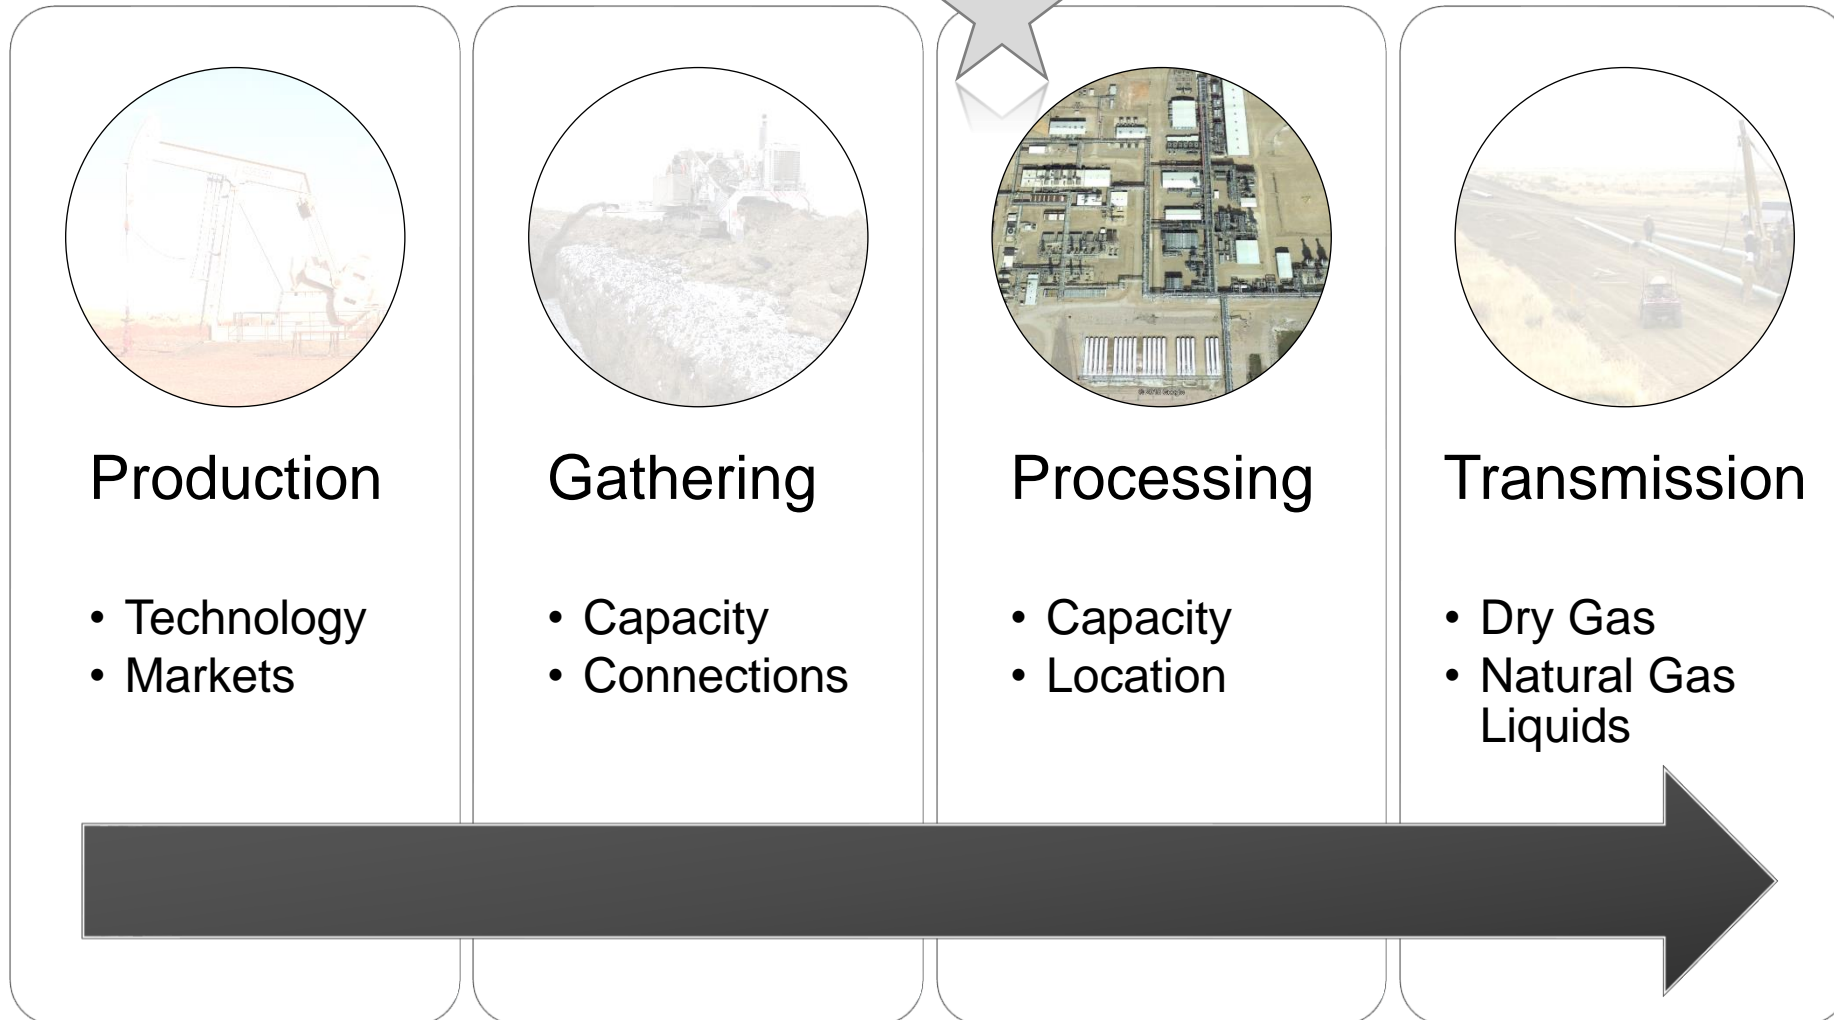 Production
• Technology
• Markets
Gathering
• Capacity
• Connections
Processing
• Capacity
• Location
Transmission
• Dry Gas
• Natural Gas
Liquids